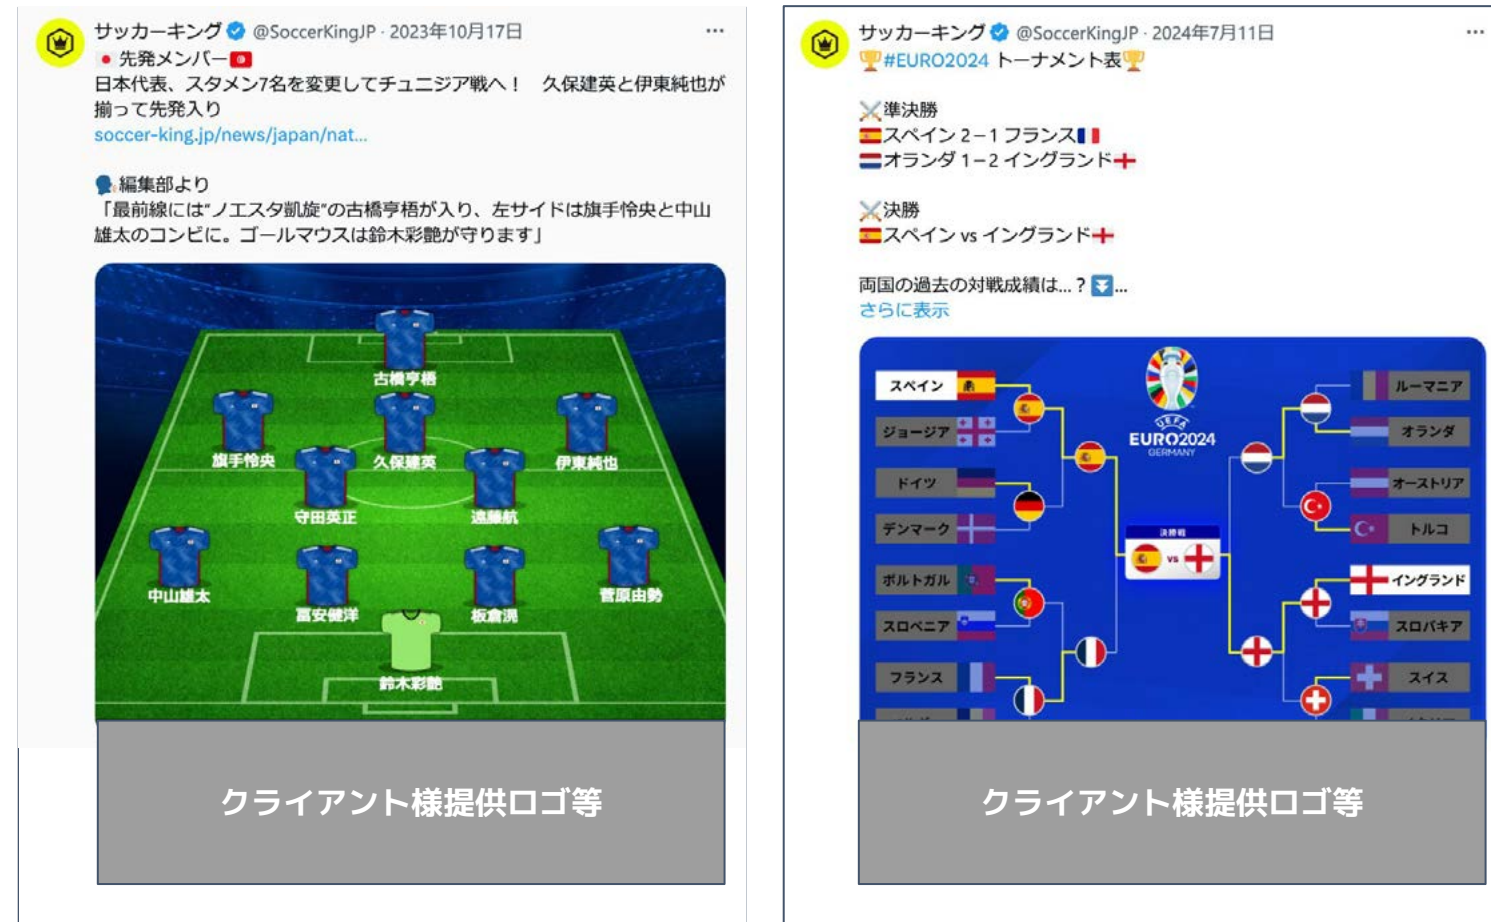 サッカーキング @SoccerKingJP · 2023年10月17日
先発メンバー
日本代表、スタメン7名を変更してチュニジア戦へ！ 久保建英と伊東純也が
揃って先発入り
soccer-king.jp/news/japan/nat...
編集部より
「最前線には“ノエスタ凱旋”の古橋亨梧が入り、左サイドは旗手怜央と中山
雄太のコンビに。ゴールマウスは鈴木彩艶が守ります」
古橋亨梧
旗手怜央
久保建英
伊東純也
守田英正
遠藤航
中山雄太
冨安健洋
板倉滉
菅原由勢
鈴木彩艶
クライアント様提供ロゴ等
サッカーキング @SoccerKingJP · 2024年7月11日
#EURO2024 トーナメント表
準決勝
スペイン 2−1 フランス
オランダ 1−2 イングランド
決勝
スペイン vs イングランド
両国の過去の対戦成績は...？ ...
さらに表示
スペイン
ジョージア
ドイツ
デンマーク
ポルトガル
スロベニア
フランス
UEFA
EURO2024
GERMANY
決勝戦
vs
ルーマニア
オランダ
オーストリア
トルコ
イングランド
スロバキア
スイス
クライアント様提供ロゴ等